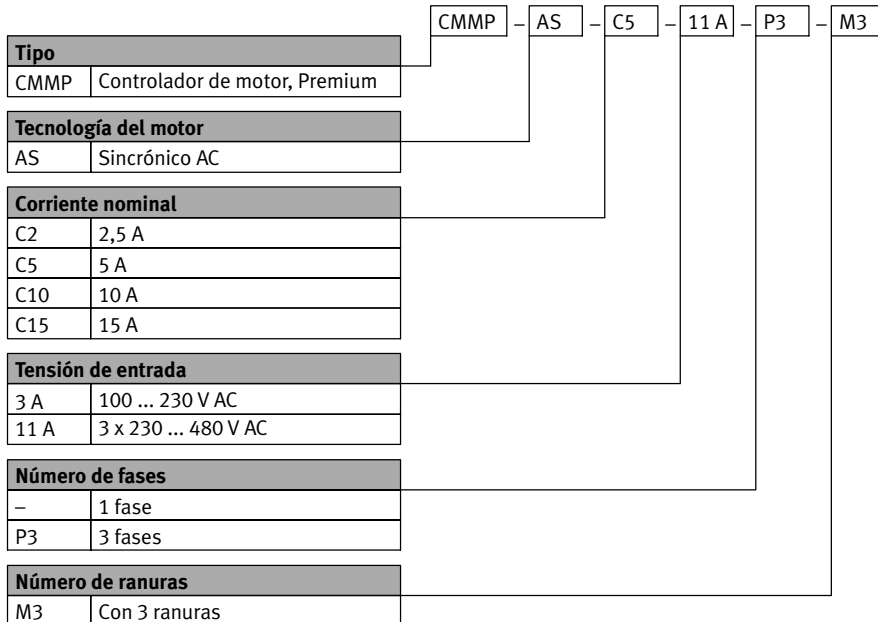 CMMP – AS – C5 – 11 A – P3 – M3
Tipo
CMMP Controlador de motor, Premium
Tecnología del motor
AS Sincrónico AC
Corriente nominal
C2 2,5 A
C5 5 A
C10 10 A
C15 15 A
Tensión de entrada
3 A 100 ... 230 V AC
11 A 3 x 230 ... 480 V AC
Número de fases
– 1 fase
P3 3 fases
Número de ranuras
M3 Con 3 ranuras